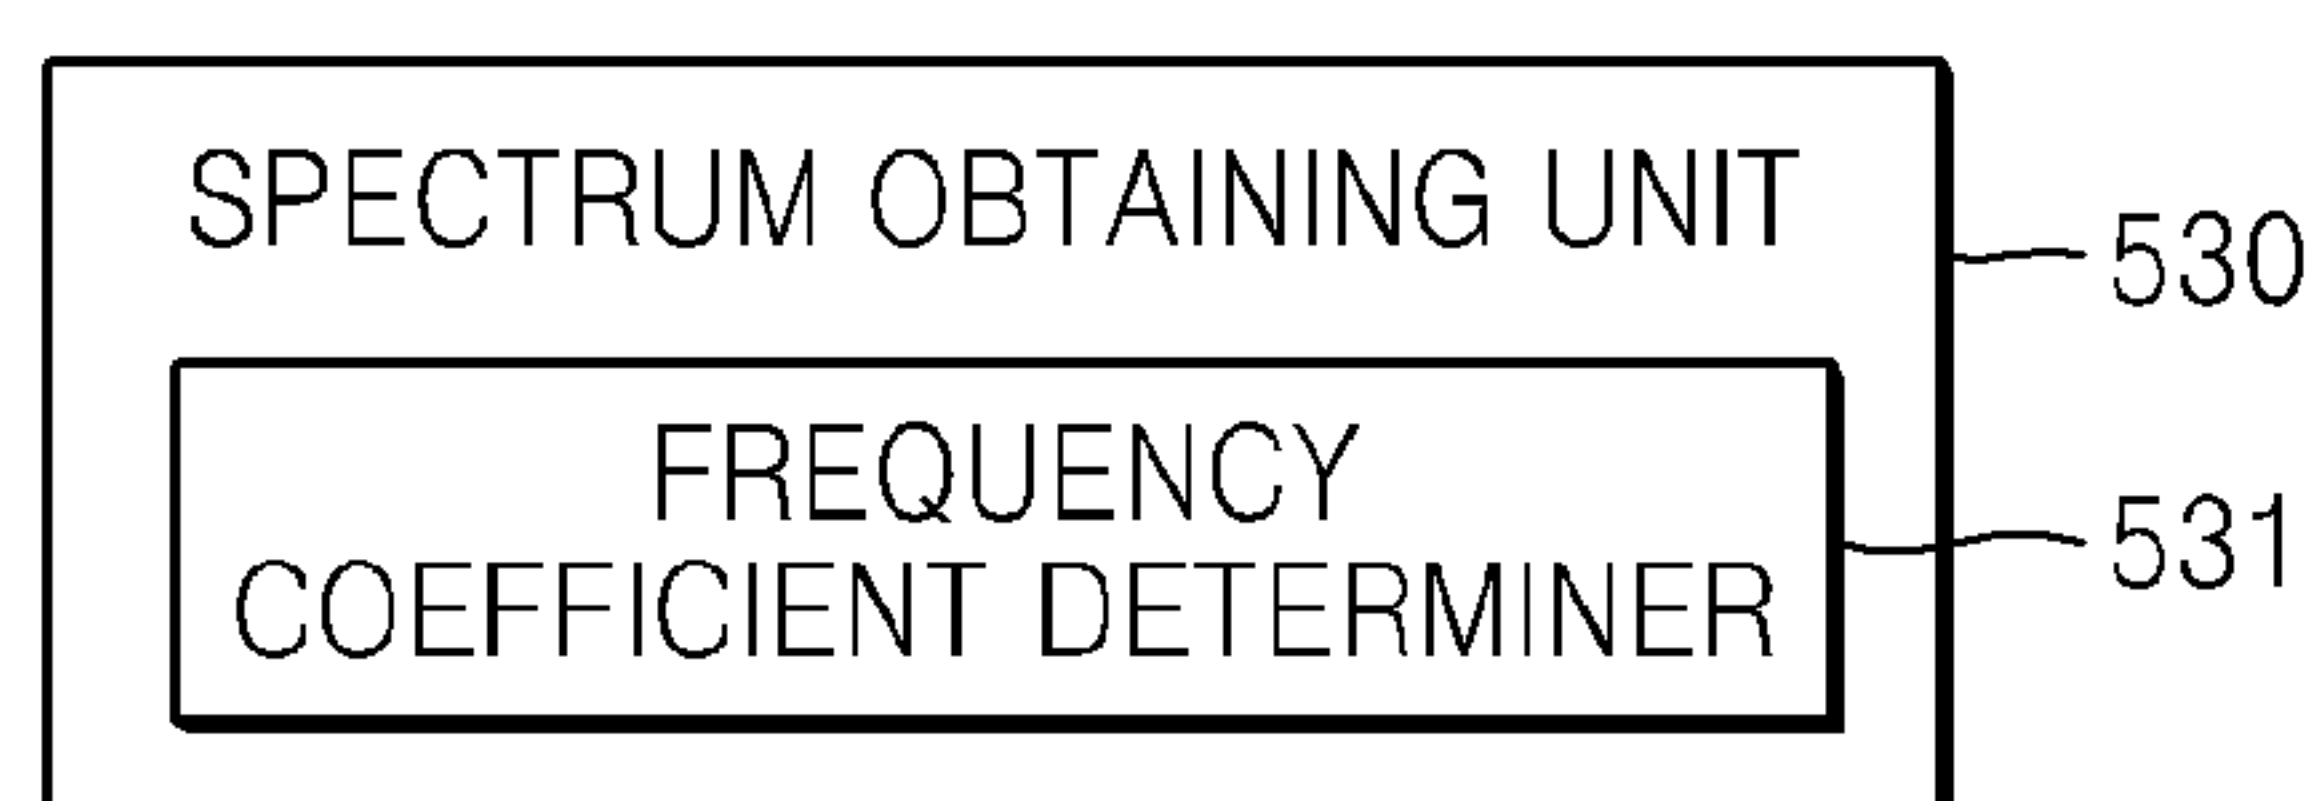 SPECTRUM OBTAINING UNIT
530
FREQUENCY
COEFFICIENT DETERMINER
531